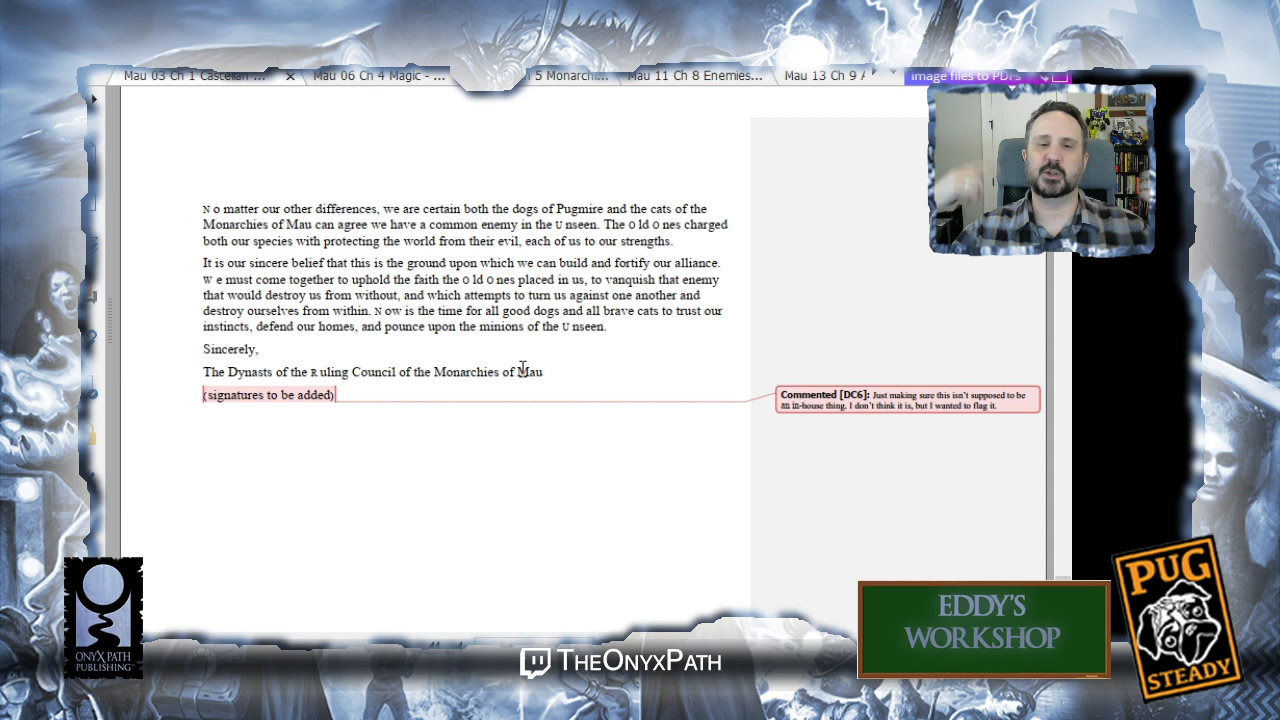 Mau 03 Ch 1 Castellan ...
Mau 06 Ch 4 Magic - ...
5 Monarchi...
Mau 11 Ch 8 Enemies...
Mau 13 Ch 9 A
Image files to PDFs
No matter our other differences, we are certain both the dogs of Pugmire and the cats of the
Monarchies of Mau can agree we have a common enemy in the Unseen. The Old Ones charged
both our species with protecting the world from their evil, each of us to our strengths.
It is our sincere belief that this is the ground upon which we can build and fortify our alliance.
We must come together to uphold the faith the Old Ones placed in us, to vanquish that enemy
that would destroy us from without, and which attempts to turn us against one another and
destroy ourselves from within. Now is the time for all good dogs and all brave cats to trust our
instincts, defend our homes, and pounce upon the minions of the Unseen.
Sincerely,
The Dynasts of the Ruling Council of the Monarchies of Mau
(signatures to be added)
Commented [DC6]: Just making sure this isn't supposed to be
an in-house thing. I don't think it is, but I wanted to flag it.
ONYX PATH
PUBLISHING
THEONYXPATH
EDDY'S
WORKSHOP
PUG
STEADY